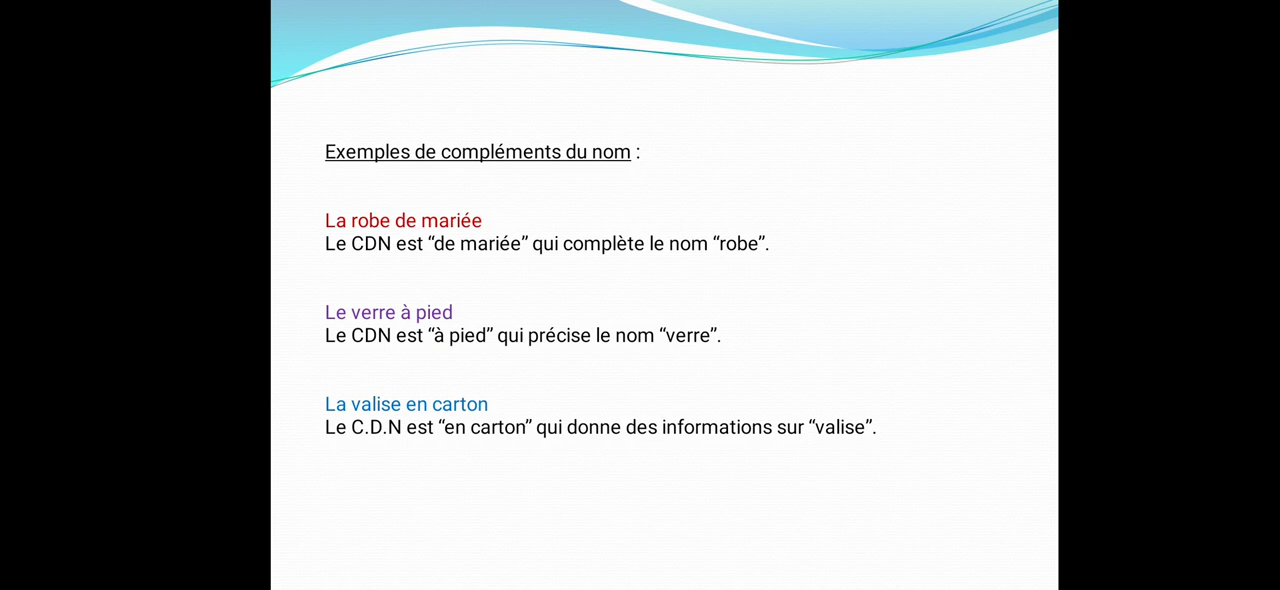 Exemples de compléments du nom :
La robe de mariée
Le CDN est “de mariée” qui complète le nom “robe”.
Le verre à pied
Le CDN est “à pied” qui précise le nom “verre”.
La valise en carton
Le C.D.N est “en carton” qui donne des informations sur “valise”.